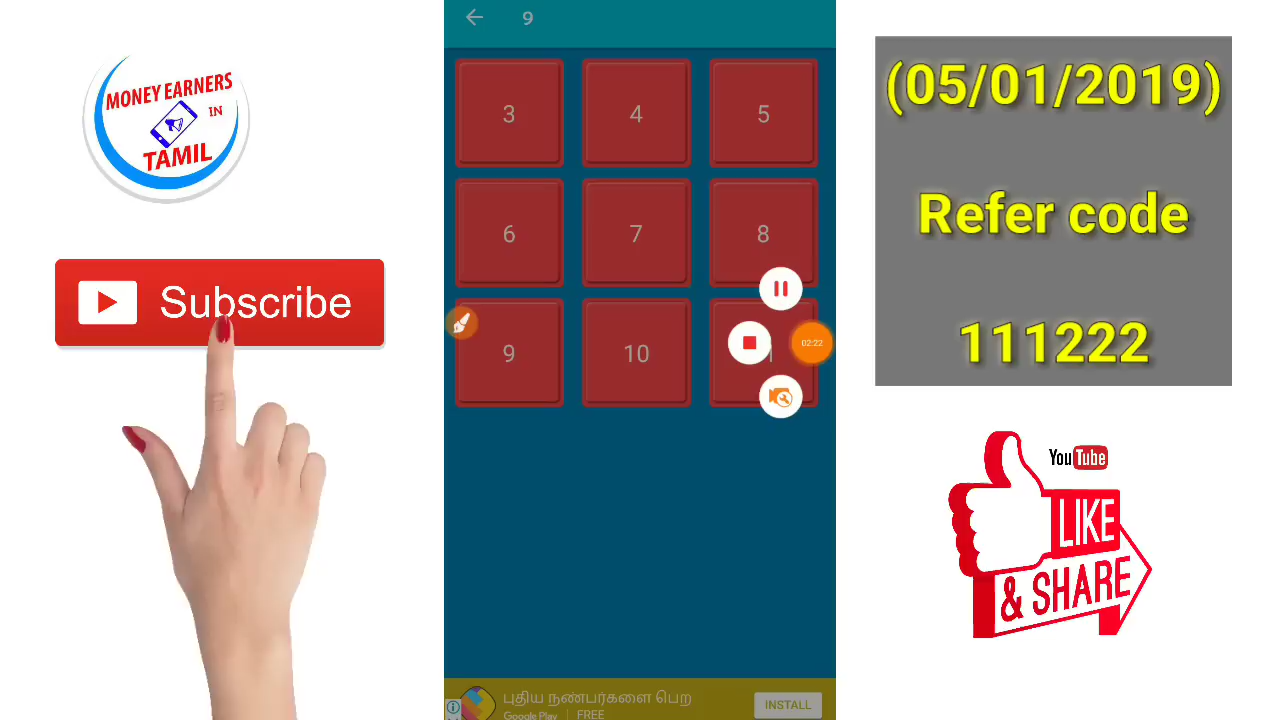 MONEY EARNERS
IN
TAMIL
Subscribe
9
3 4 5
6 7 8
9 10
02:22
புதிய நண்பர்களை பெற
Google Play FREE
INSTALL
(05/01/2019)
Refer code
111222
YouTube
LIKE
& SHARE